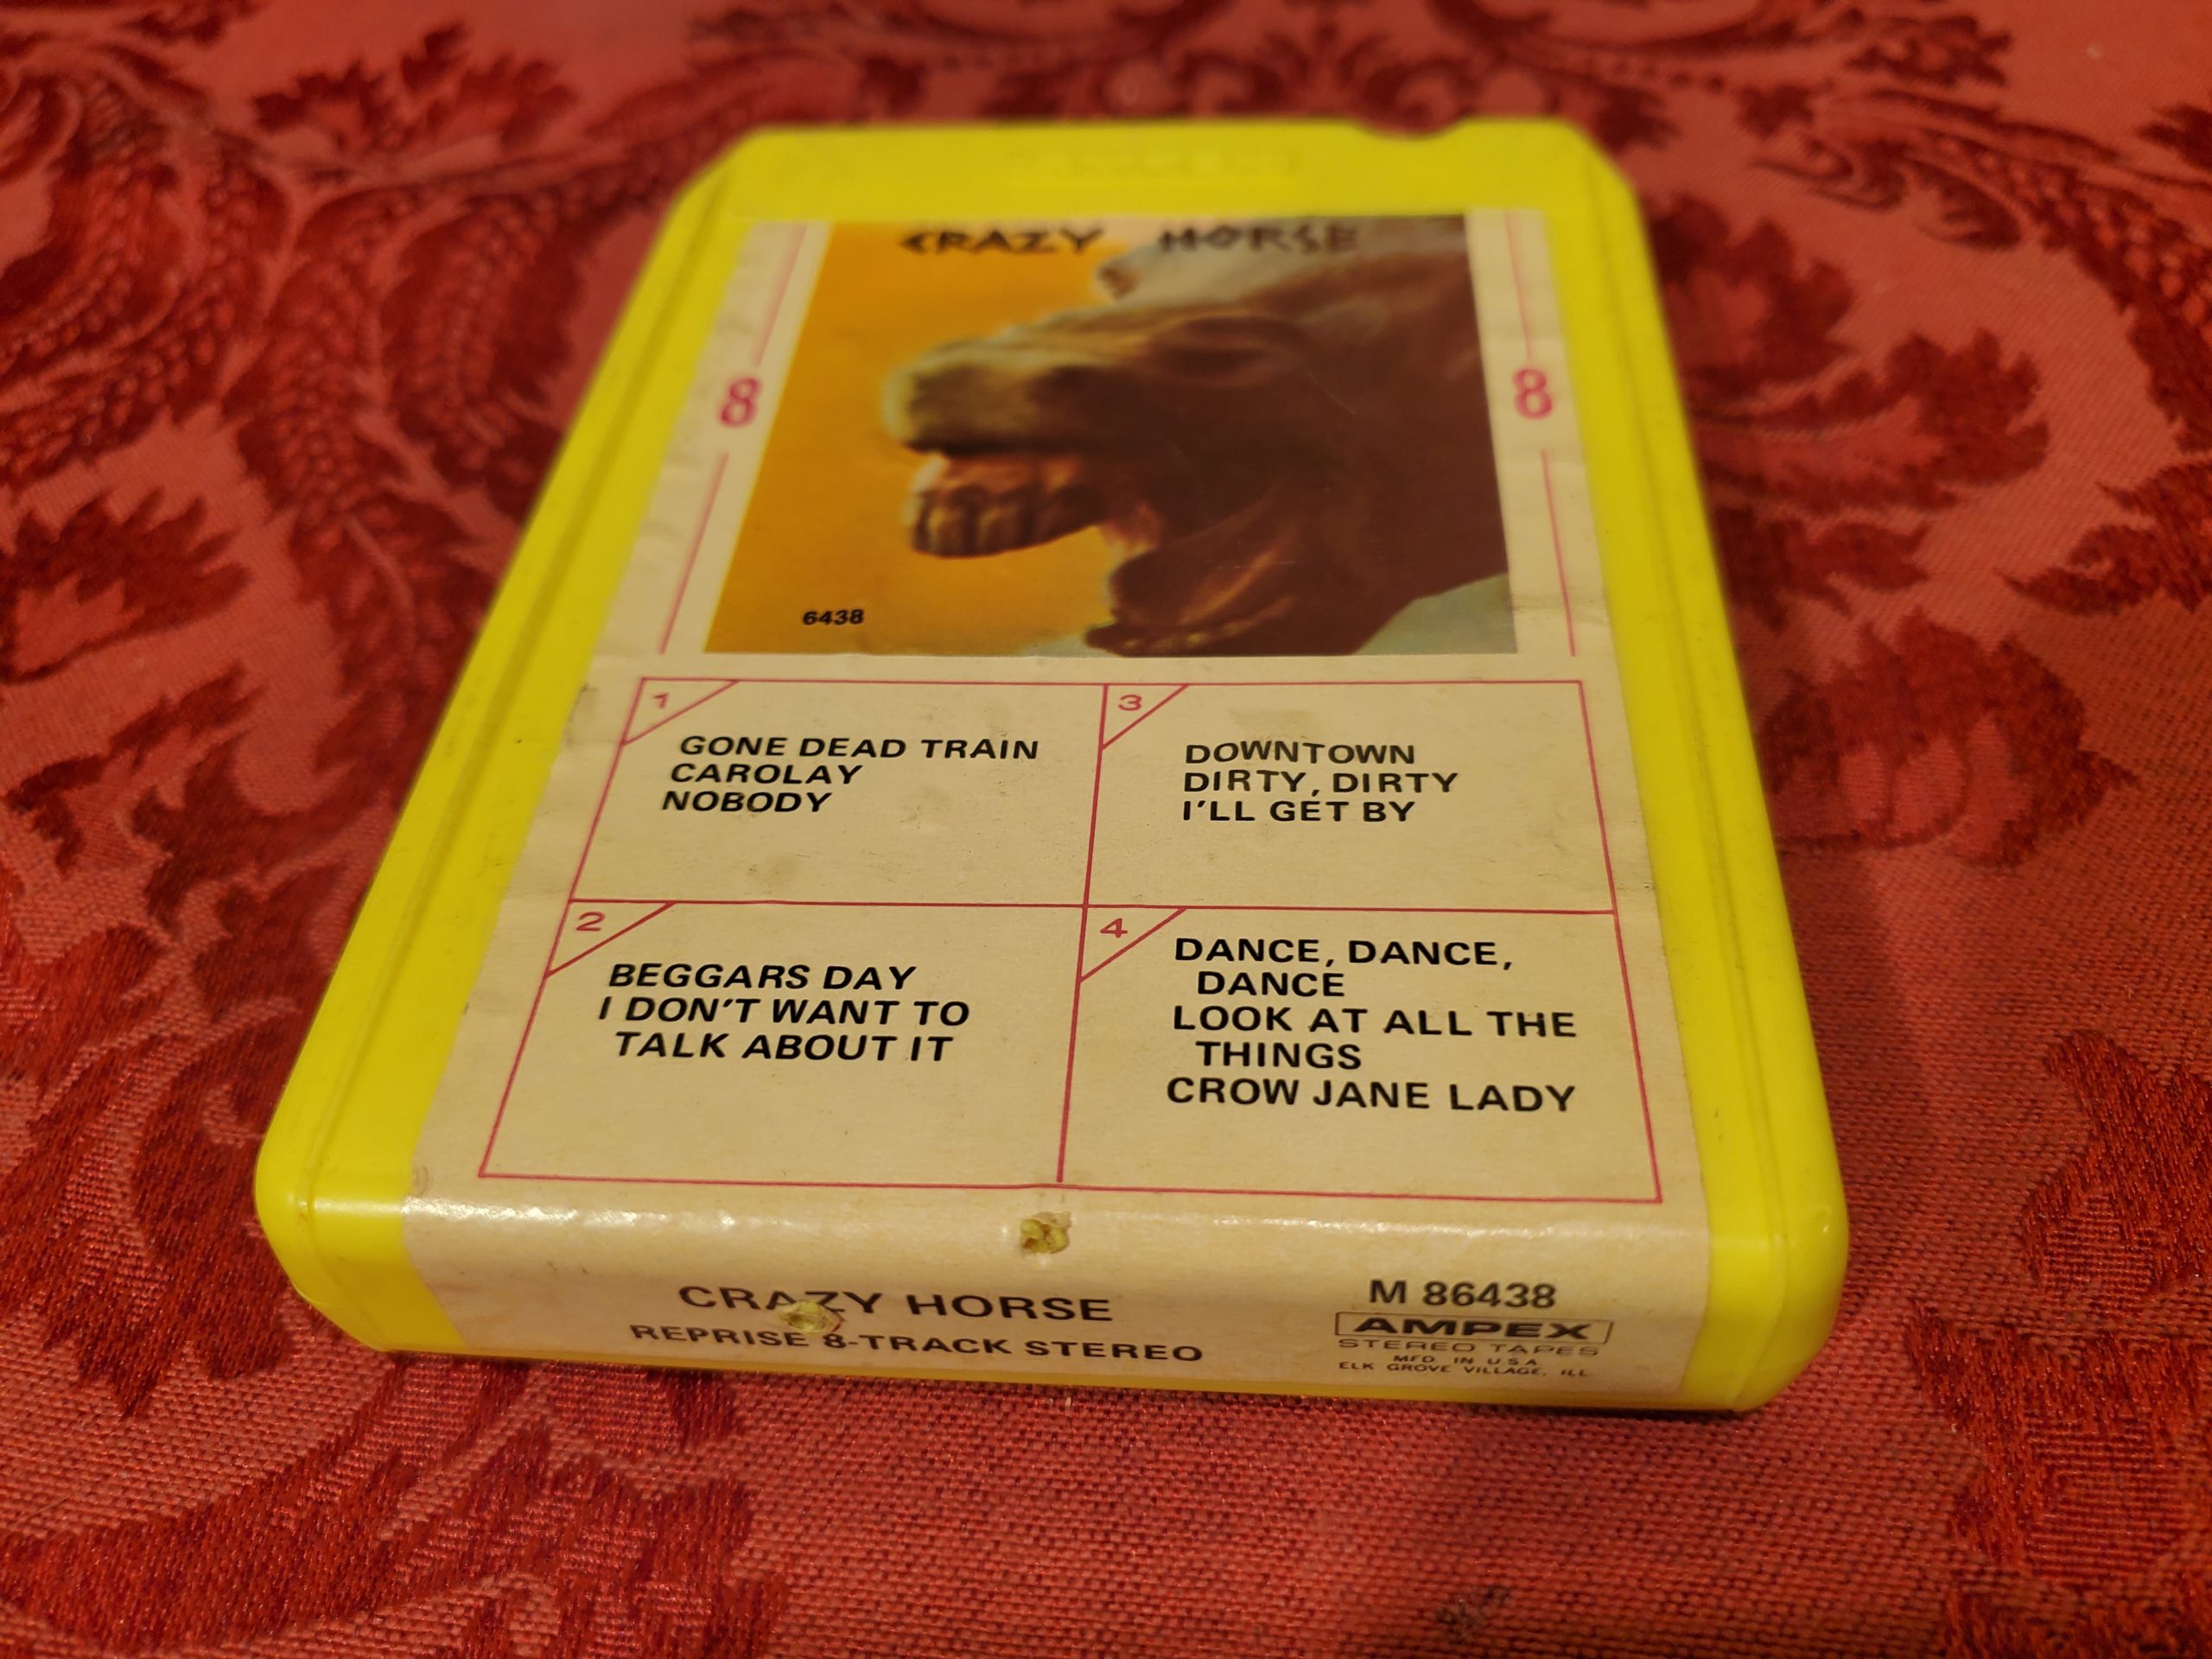 CRAZY HORSE
8
8
6438
1
GONE DEAD TRAIN
CAROLAY
NOBODY
3
DOWNTOWN
DIRTY, DIRTY
I'LL GET BY
2
BEGGARS DAY
I DON'T WANT TO
TALK ABOUT IT
4
DANCE, DANCE,
DANCE
LOOK AT ALL THE
THINGS
CROW JANE LADY
CRAZY HORSE
REPRISE 8-TRACK STEREO
M 86438
AMPEX
STEREO TAPES
MFD. IN U.S.A.
ELK GROVE VILLAGE, ILL.